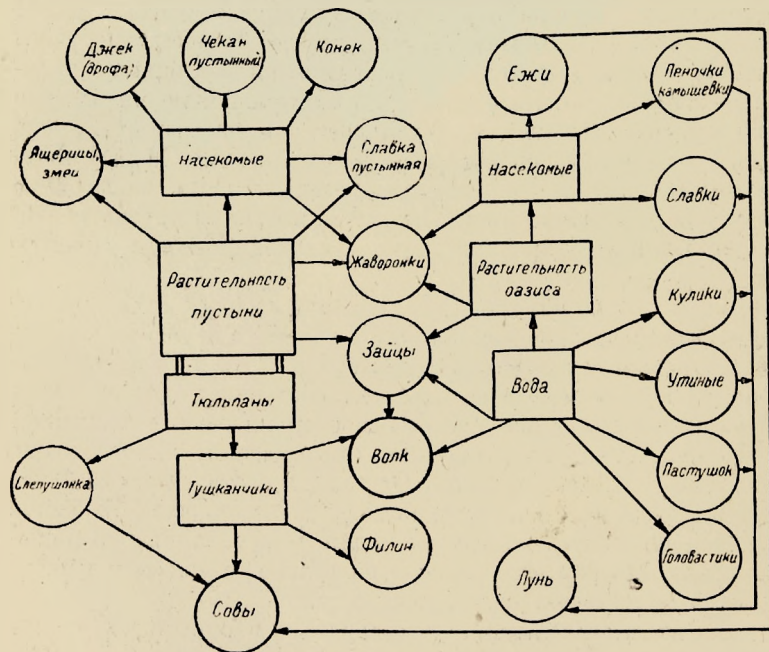 Джек
(дрофа)
Чекан
пустынный
Конек
Ежи
Пеночки
камышевки
Ящерицы,
змеи
Насекомые
Славка
пустынная
Насекомые
Славки
Растительность
пустыни
Жаворонки
Растительность
оазиса
Кулики
Зайцы
Вода
Утиные
Тюльпаны
Слепушонка
Тушканчики
Волк
Пастушок
Филин
Головастики
Лунь
Совы